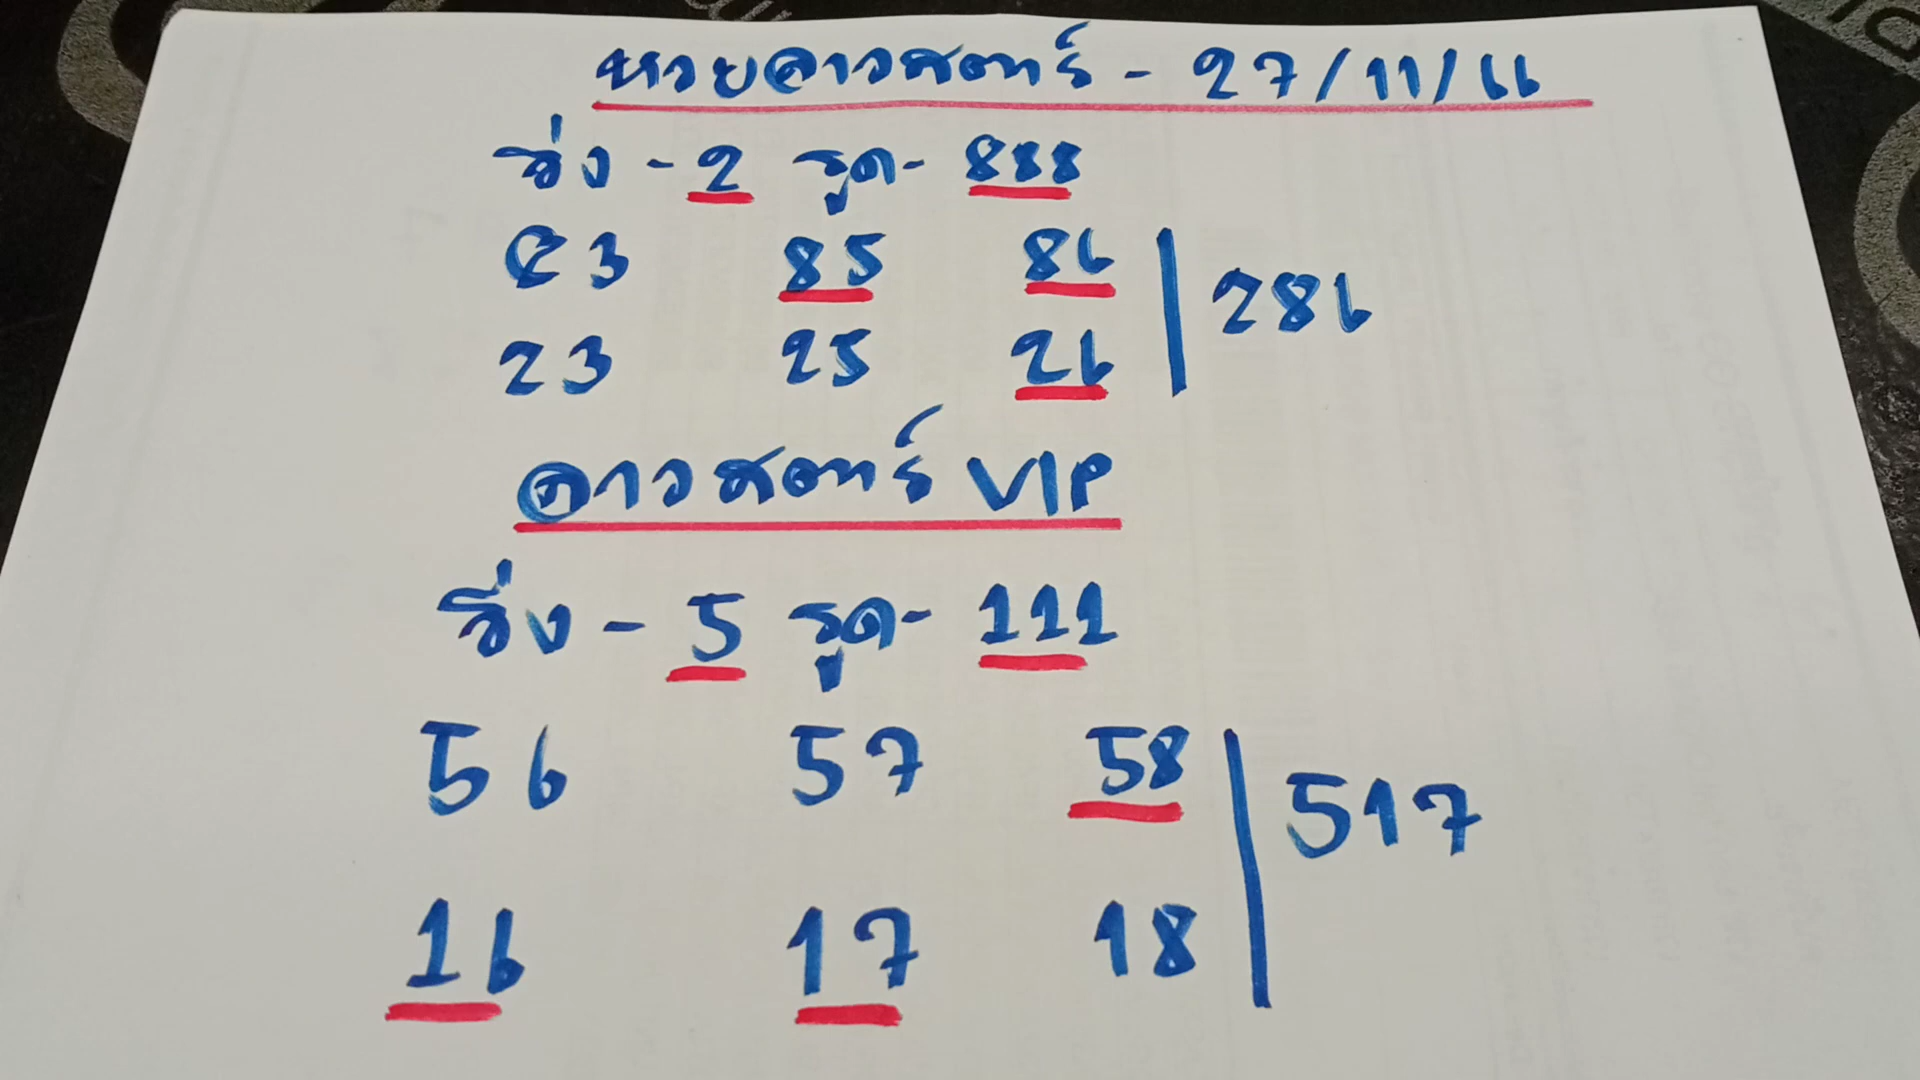 หวยลาวสตาร์ - 27/11/66
วิ่ง - 2 รูด - 888
83 85 86
286
23 25 26
ลาวสตาร์ VIP
วิ่ง - 5 รูด - 111
56 57 58
517
16 17 18